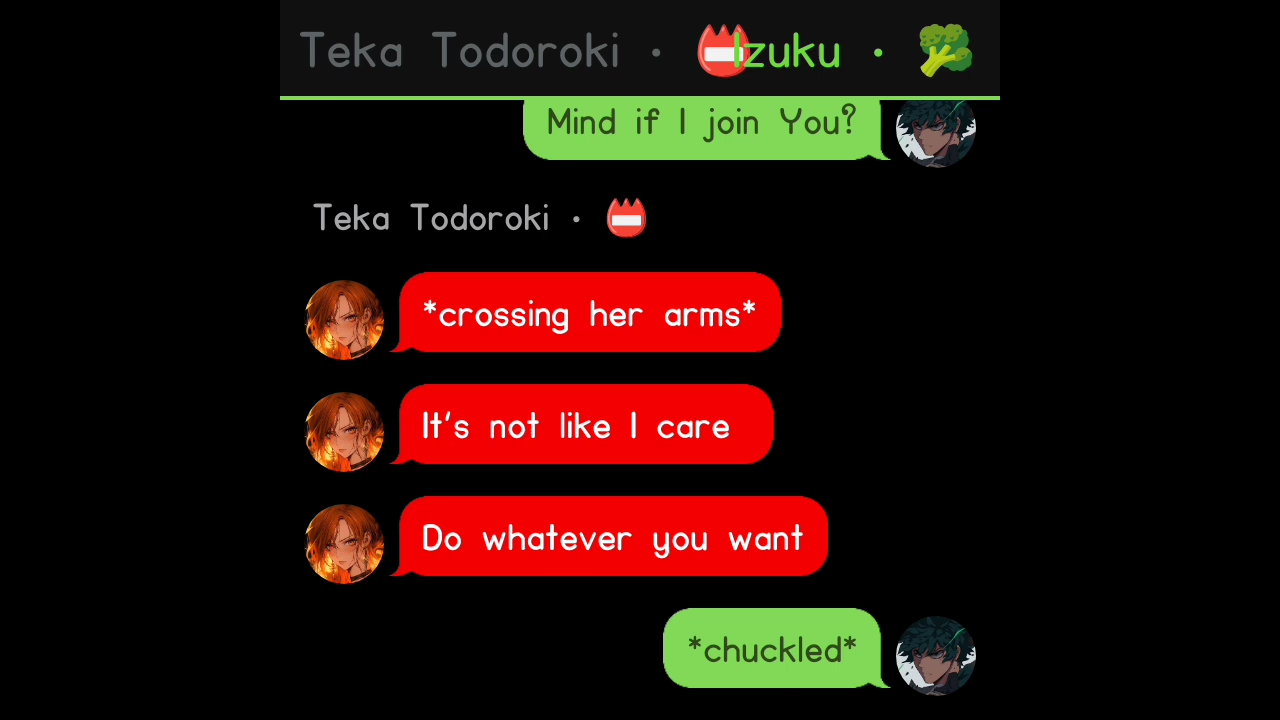 Teka Todoroki • Izuku •
Mind if I join You?
Teka Todoroki •
*crossing her arms*
It's not like I care
Do whatever you want
*chuckled*